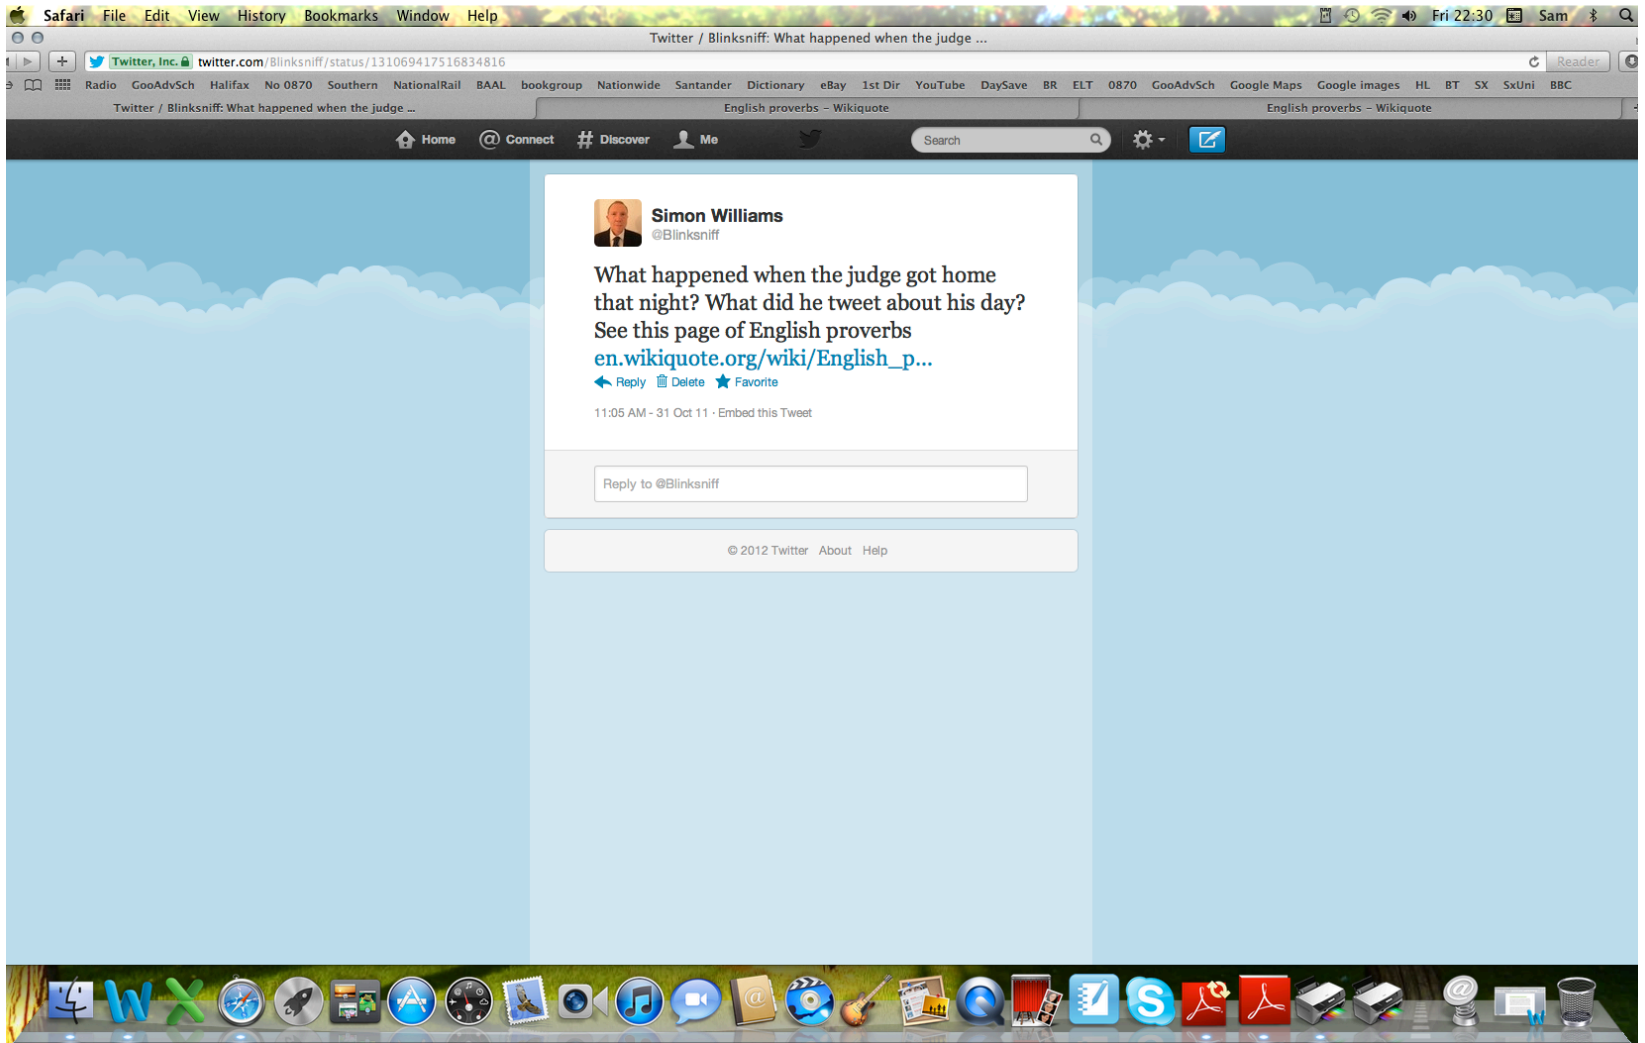 Safari File Edit View History Bookmarks Window Help Fri 22:30 Sam
Twitter / Blinksniff: What happened when the judge ...
Twitter, Inc. twitter.com/Blinksniff/status/131069417516834816 Reader
Radio GooAdvSch Halifax No 0870 Southern NationalRail BAAL bookgroup Nationwide Santander Dictionary eBay 1st Dir YouTube DaySave BR ELT 0870 GooAdvSch Google Maps Google images HL BT SX SxUni BBC
Twitter / Blinksniff: What happened when the judge ... English proverbs – Wikiquote English proverbs – Wikiquote
Home Connect Discover Me Search
Simon Williams
@Blinksniff
What happened when the judge got home
that night? What did he tweet about his day?
See this page of English proverbs
en.wikiquote.org/wiki/English_p...
Reply Delete Favorite
11:05 AM - 31 Oct 11 · Embed this Tweet
Reply to @Blinksniff
© 2012 Twitter About Help